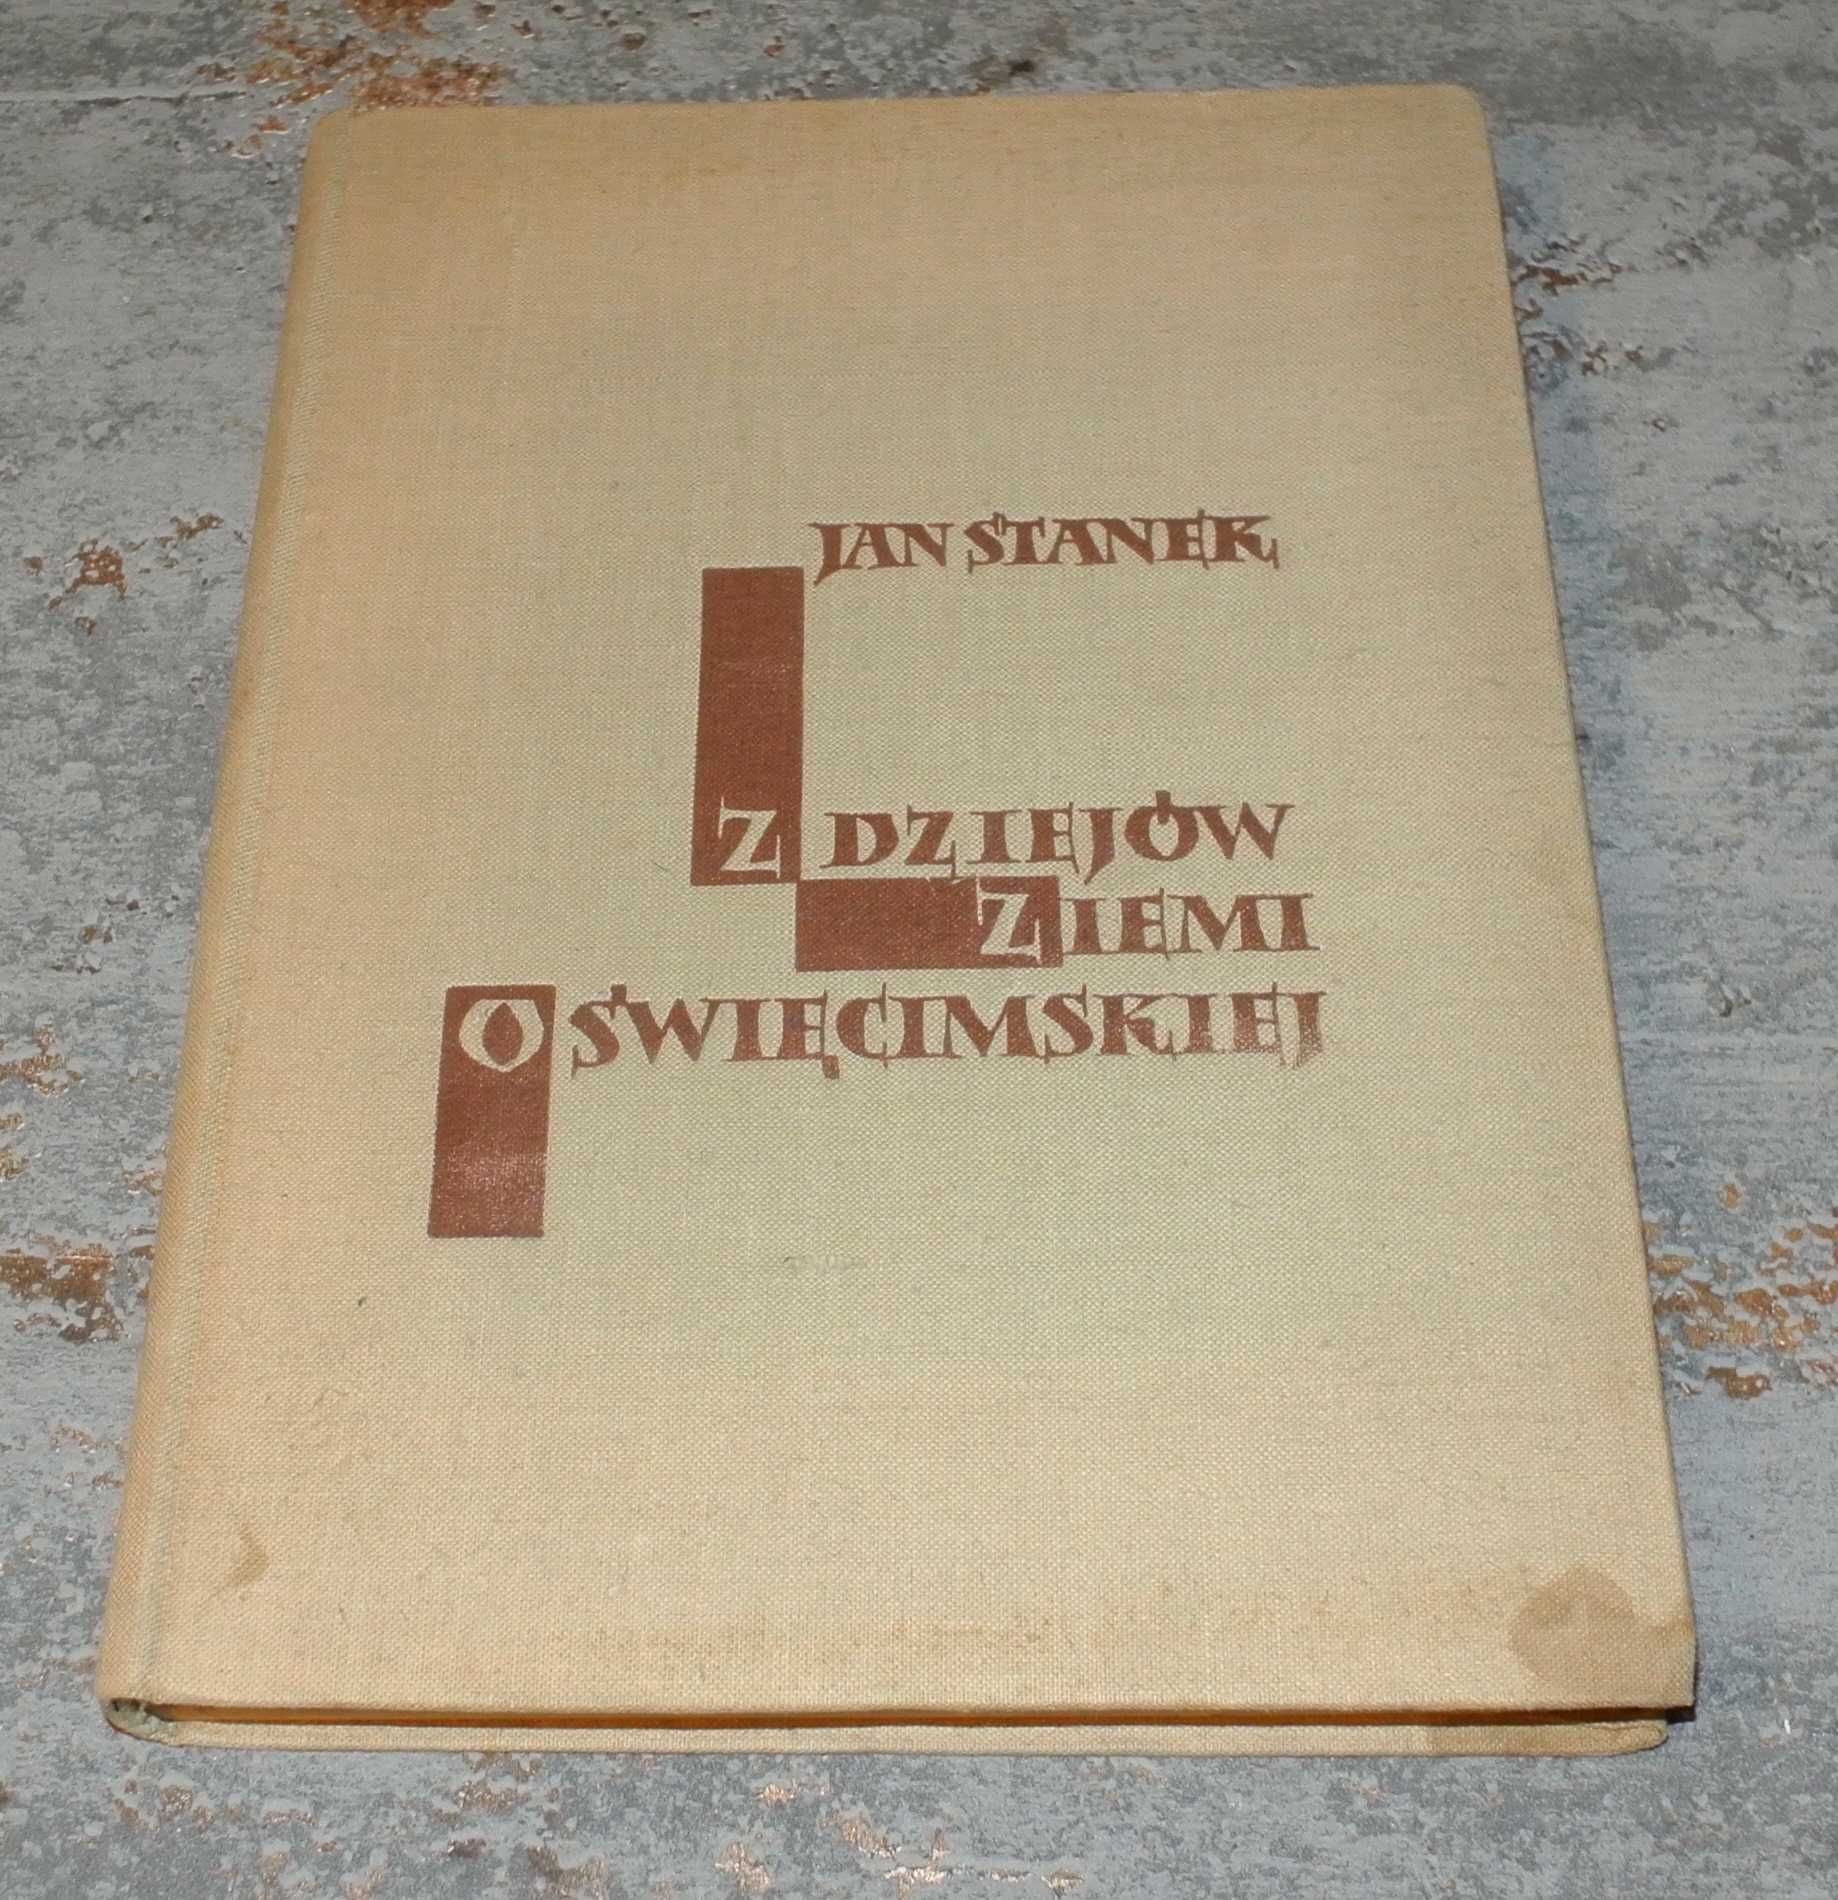 JAN STANEK
Z DZIEJÓW
ZIEMI
OŚWIĘCIMSKIEJ